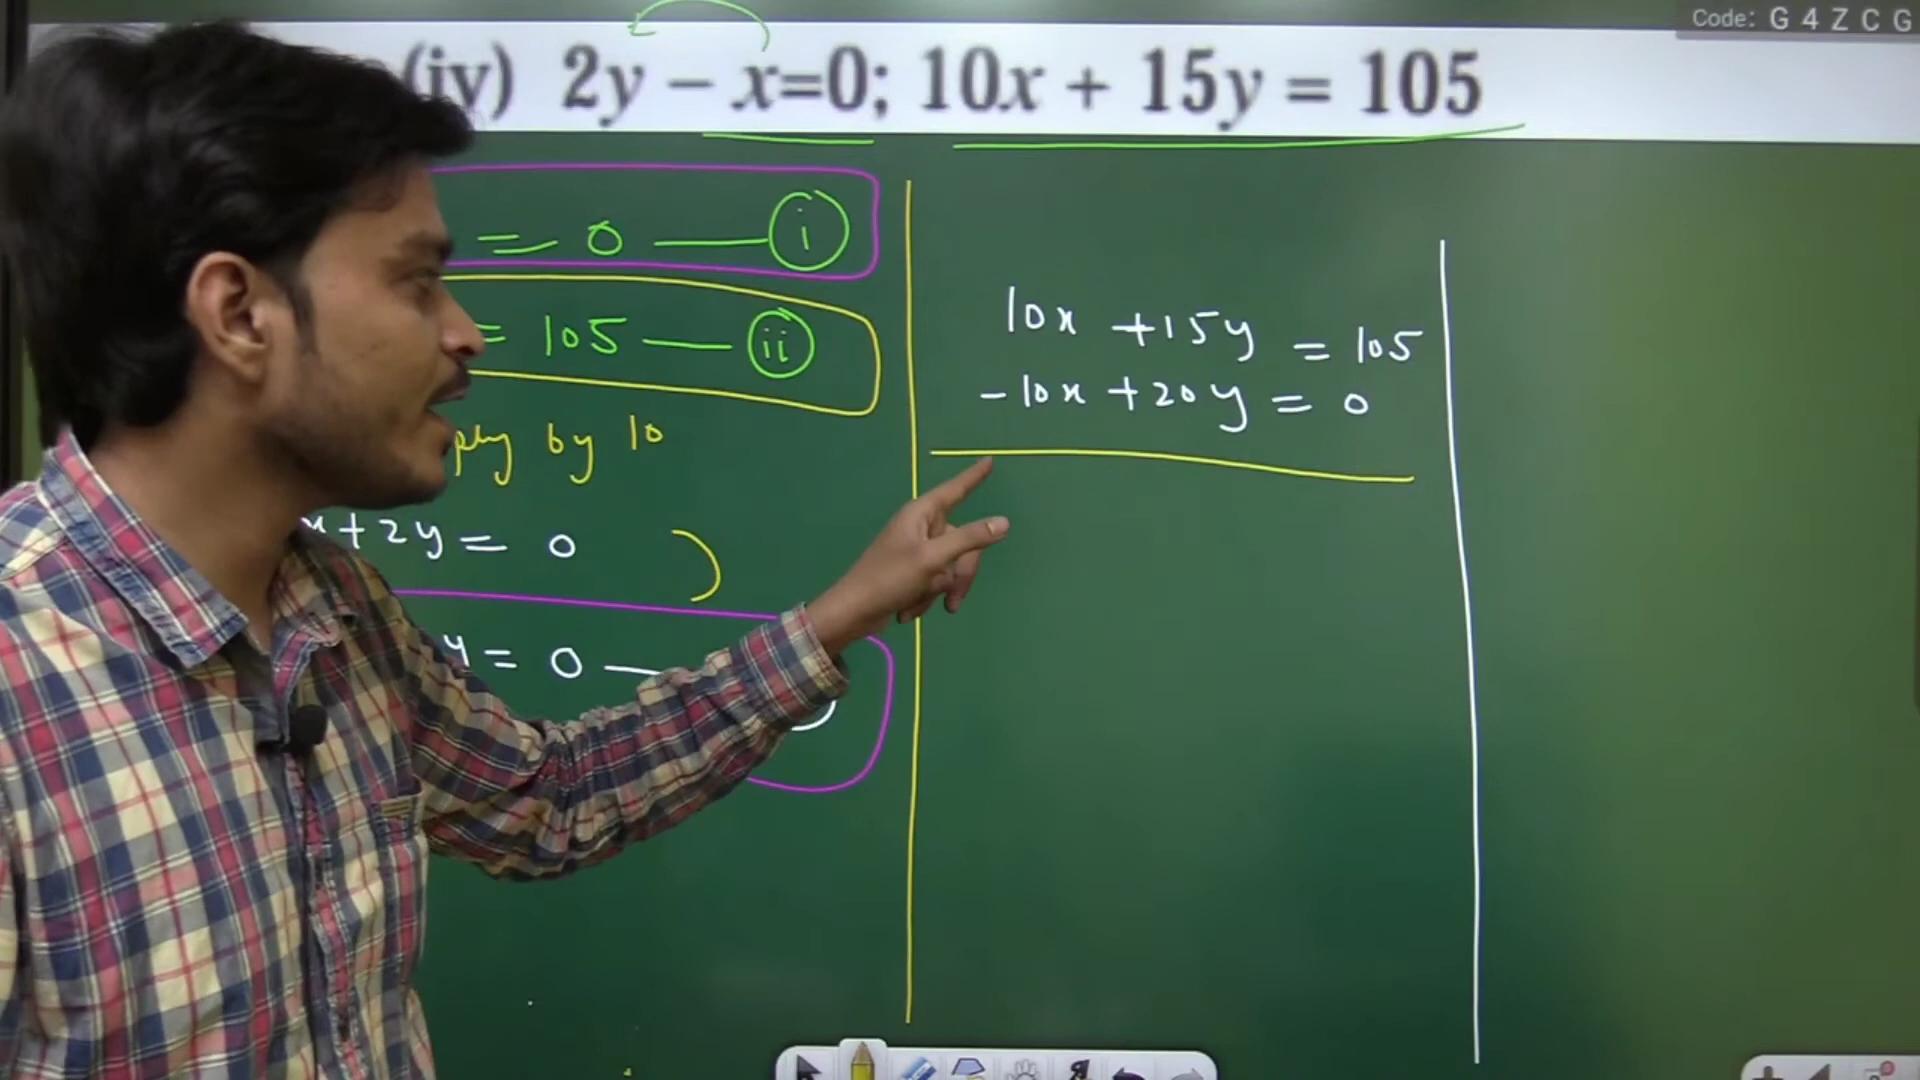 Code: G 4 Z C G
(iv) 2y – x=0; 10x + 15y = 105
= 0 — i
= 105 — ii
by 10
x + 2y = 0
y = 0 —
10x + 15y = 105
- 10x + 20y = 0